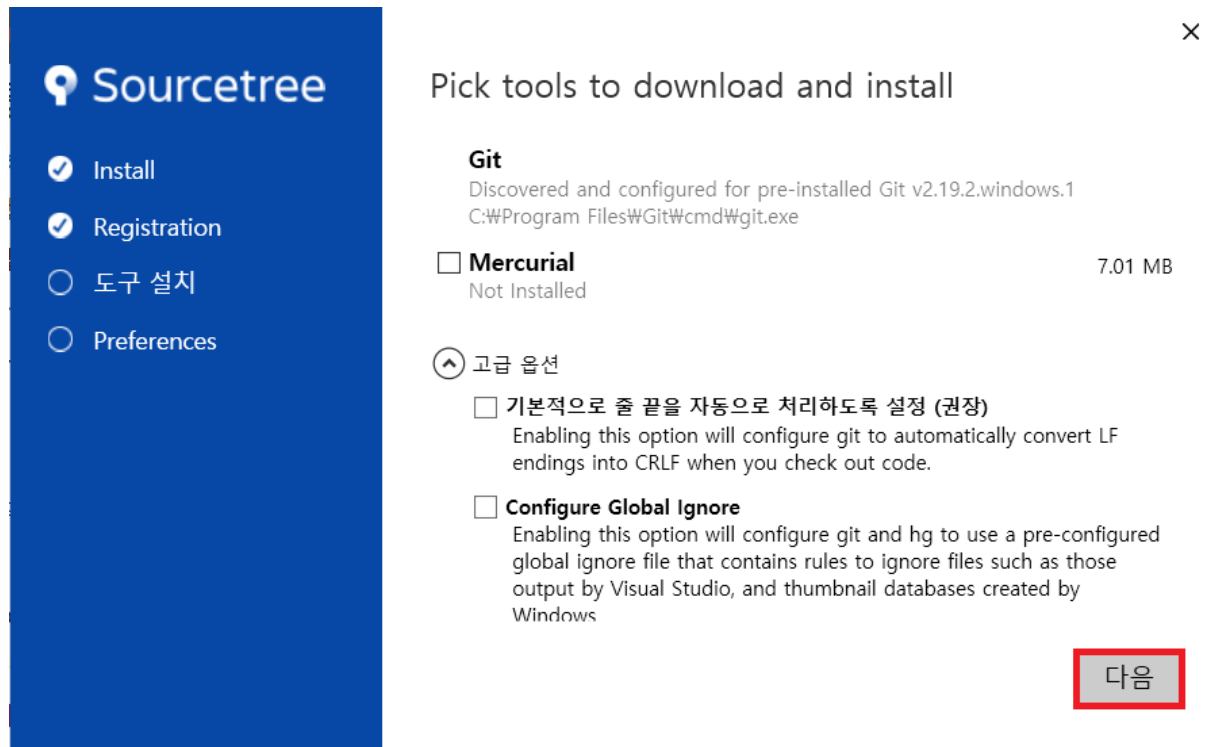 Sourcetree
Install
Registration
도구 설치
Preferences
Pick tools to download and install
Git
Discovered and configured for pre-installed Git v2.19.2.windows.1
C:₩Program Files₩Git₩cmd₩git.exe
Mercurial
7.01 MB
Not Installed
고급 옵션
기본적으로 줄 끝을 자동으로 처리하도록 설정 (권장)
Enabling this option will configure git to automatically convert LF
endings into CRLF when you check out code.
Configure Global Ignore
Enabling this option will configure git and hg to use a pre-configured
global ignore file that contains rules to ignore files such as those
output by Visual Studio, and thumbnail databases created by
Windows
다음